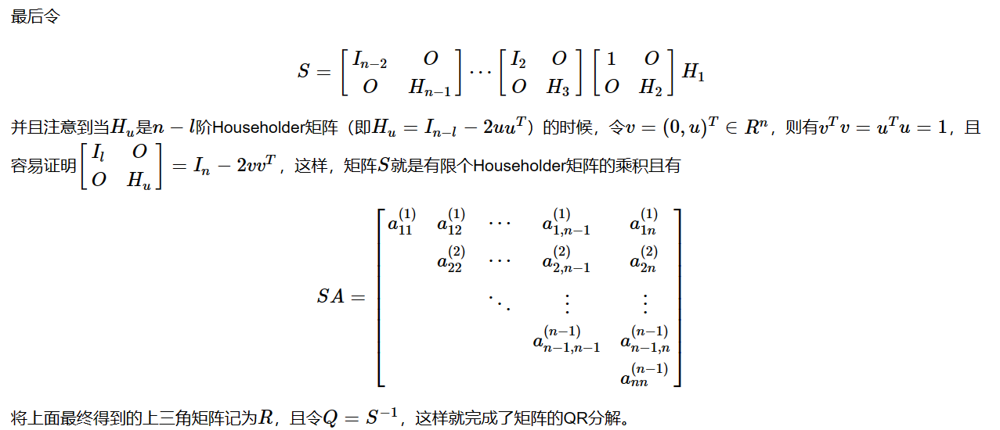 最后令
$$S = \begin{bmatrix} I_{n-2} & O \\ O & H_{n-1} \end{bmatrix} \cdots \begin{bmatrix} I_2 & O \\ O & H_3 \end{bmatrix} \begin{bmatrix} 1 & O \\ O & H_2 \end{bmatrix} H_1$$
并且注意到当$H_u$是$n-l$阶Householder矩阵（即$H_u = I_{n-l} - 2uu^T$）的时候，令$v = (0, u)^T \in R^n$，则有$v^T v = u^T u = 1$，且
容易证明$\begin{bmatrix} I_l & O \\ O & H_u \end{bmatrix} = I_n - 2vv^T$，这样，矩阵$S$就是有限个Householder矩阵的乘积且有
$$SA = \begin{bmatrix} a_{11}^{(1)} & a_{12}^{(1)} & \cdots & a_{1,n-1}^{(1)} & a_{1n}^{(1)} \\ & a_{22}^{(2)} & \cdots & a_{2,n-1}^{(2)} & a_{2n}^{(2)} \\ & & \ddots & \vdots & \vdots \\ & & & a_{n-1,n-1}^{(n-1)} & a_{n-1,n}^{(n-1)} \\ & & & & a_{nn}^{(n-1)} \end{bmatrix}$$
将上面最终得到的上三角矩阵记为$R$，且令$Q = S^{-1}$，这样就完成了矩阵的QR分解。